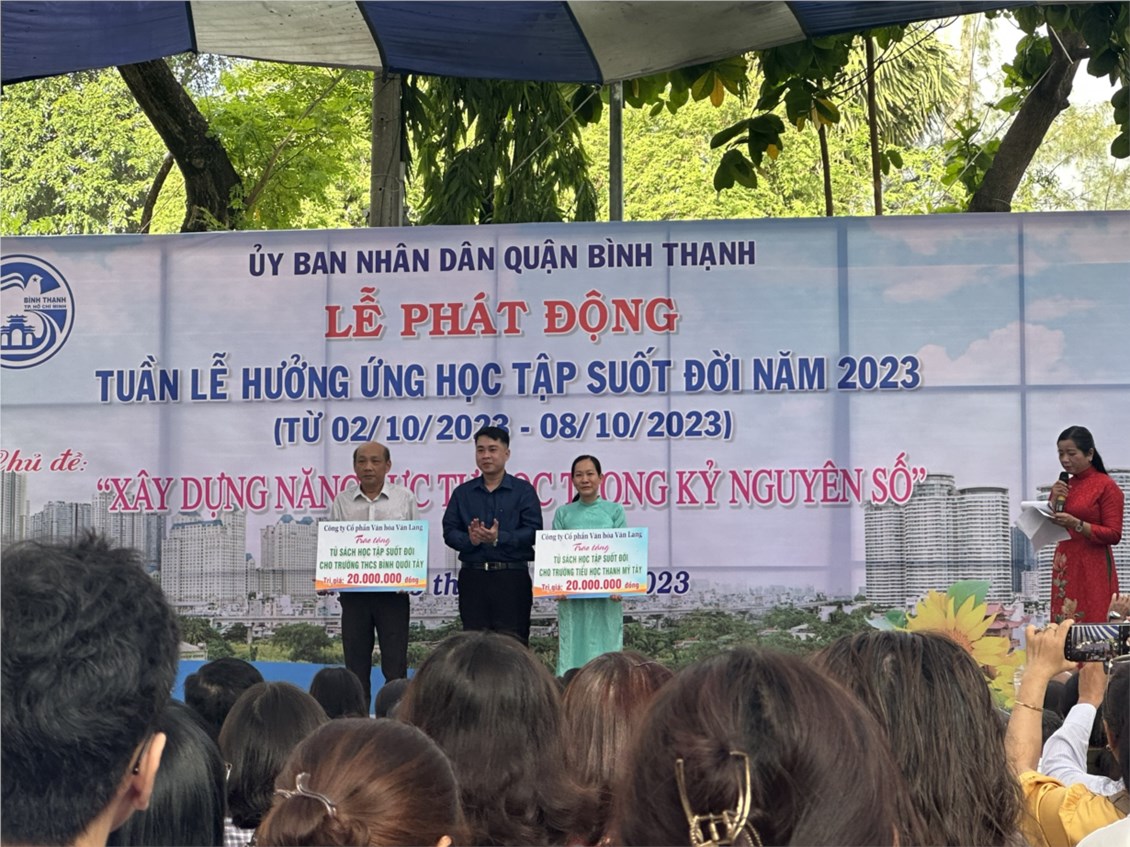 ỦY BAN NHÂN DÂN QUẬN BÌNH THẠNH
BÌNH THẠNH
TP. HỒ CHÍ MINH
LỄ PHÁT ĐỘNG
TUẦN LỄ HƯỞNG ỨNG HỌC TẬP SUỐT ĐỜI NĂM 2023
(TỪ 02/10/2023 - 08/10/2023)
Chủ đề:
“XÂY DỰNG NĂNG LỰC TỰ HỌC TRONG KỶ NGUYÊN SỐ”
Công ty Cổ phần Văn hóa Văn Lang
Trao tặng
TỦ SÁCH HỌC TẬP SUỐT ĐỜI
CHO TRƯỜNG THCS BÌNH QUỚI TÂY
Trị giá: 20.000.000 đồng
Công ty Cổ phần Văn hóa Văn Lang
Trao tặng
TỦ SÁCH HỌC TẬP SUỐT ĐỜI
CHO TRƯỜNG TIỂU HỌC THANH MỸ TÂY
Trị giá: 20.000.000 đồng
2023